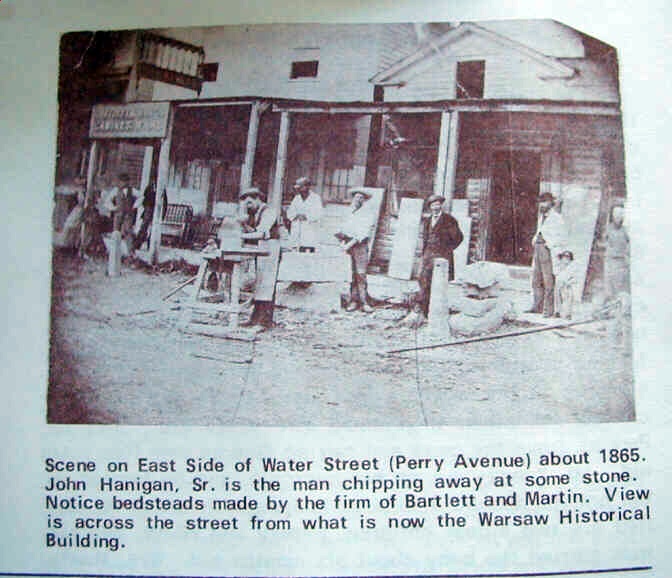 Scene on East Side of Water Street (Perry Avenue) about 1865.
John Hanigan, Sr. is the man chipping away at some stone.
Notice bedsteads made by the firm of Bartlett and Martin. View
is across the street from what is now the Warsaw Historical
Building.